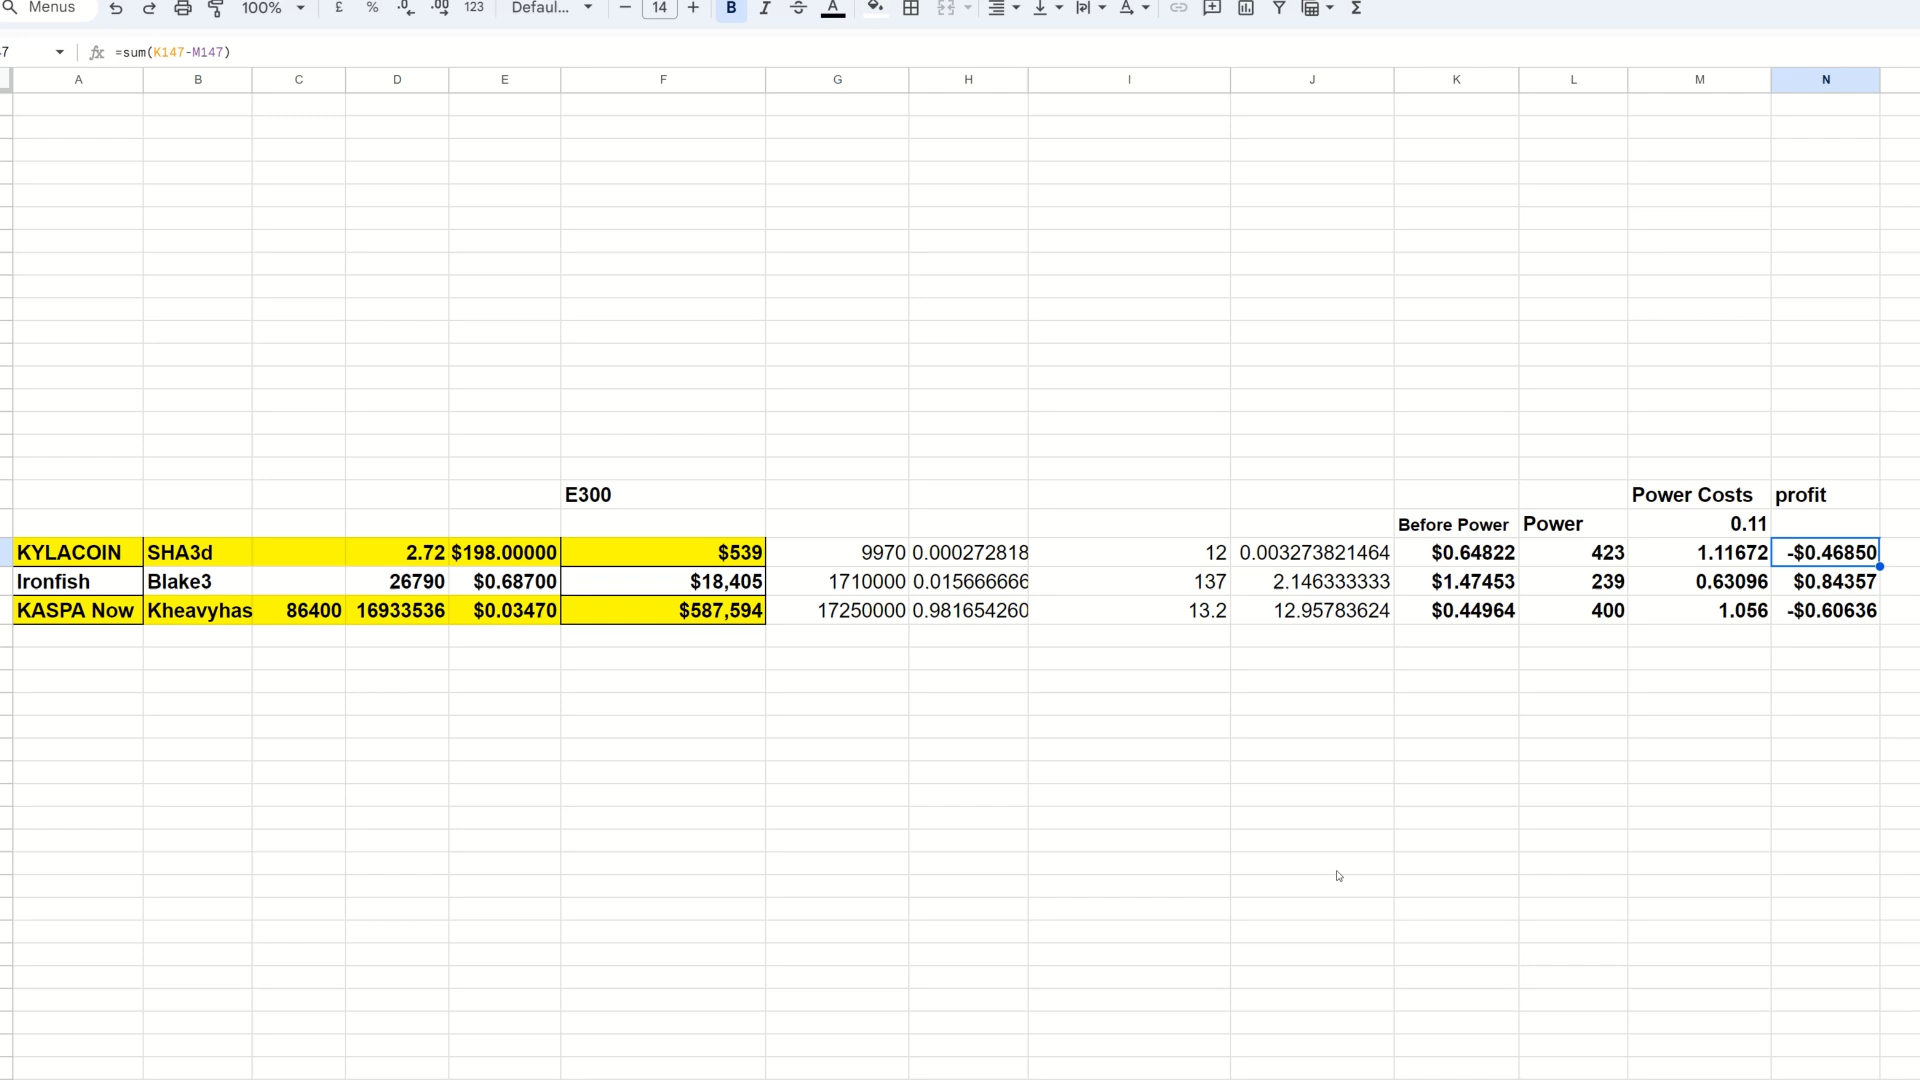 Menus 100% £ % .0 .00 123 Defaul... 14 B I A A
7 fx =sum(K147-M147)
A B C D E F G H I J K L M N
E300 Power Costs profit
Before Power Power 0.11
KYLACOIN SHA3d 2.72 $198.00000 $539 9970 0.000272818 12 0.003273821464 $0.64822 423 1.11672 -$0.46850
Ironfish Blake3 26790 $0.68700 $18,405 1710000 0.015666666 137 2.146333333 $1.47453 239 0.63096 $0.84357
KASPA Now Kheavyhas 86400 16933536 $0.03470 $587,594 17250000 0.981654260 13.2 12.95783624 $0.44964 400 1.056 -$0.60636